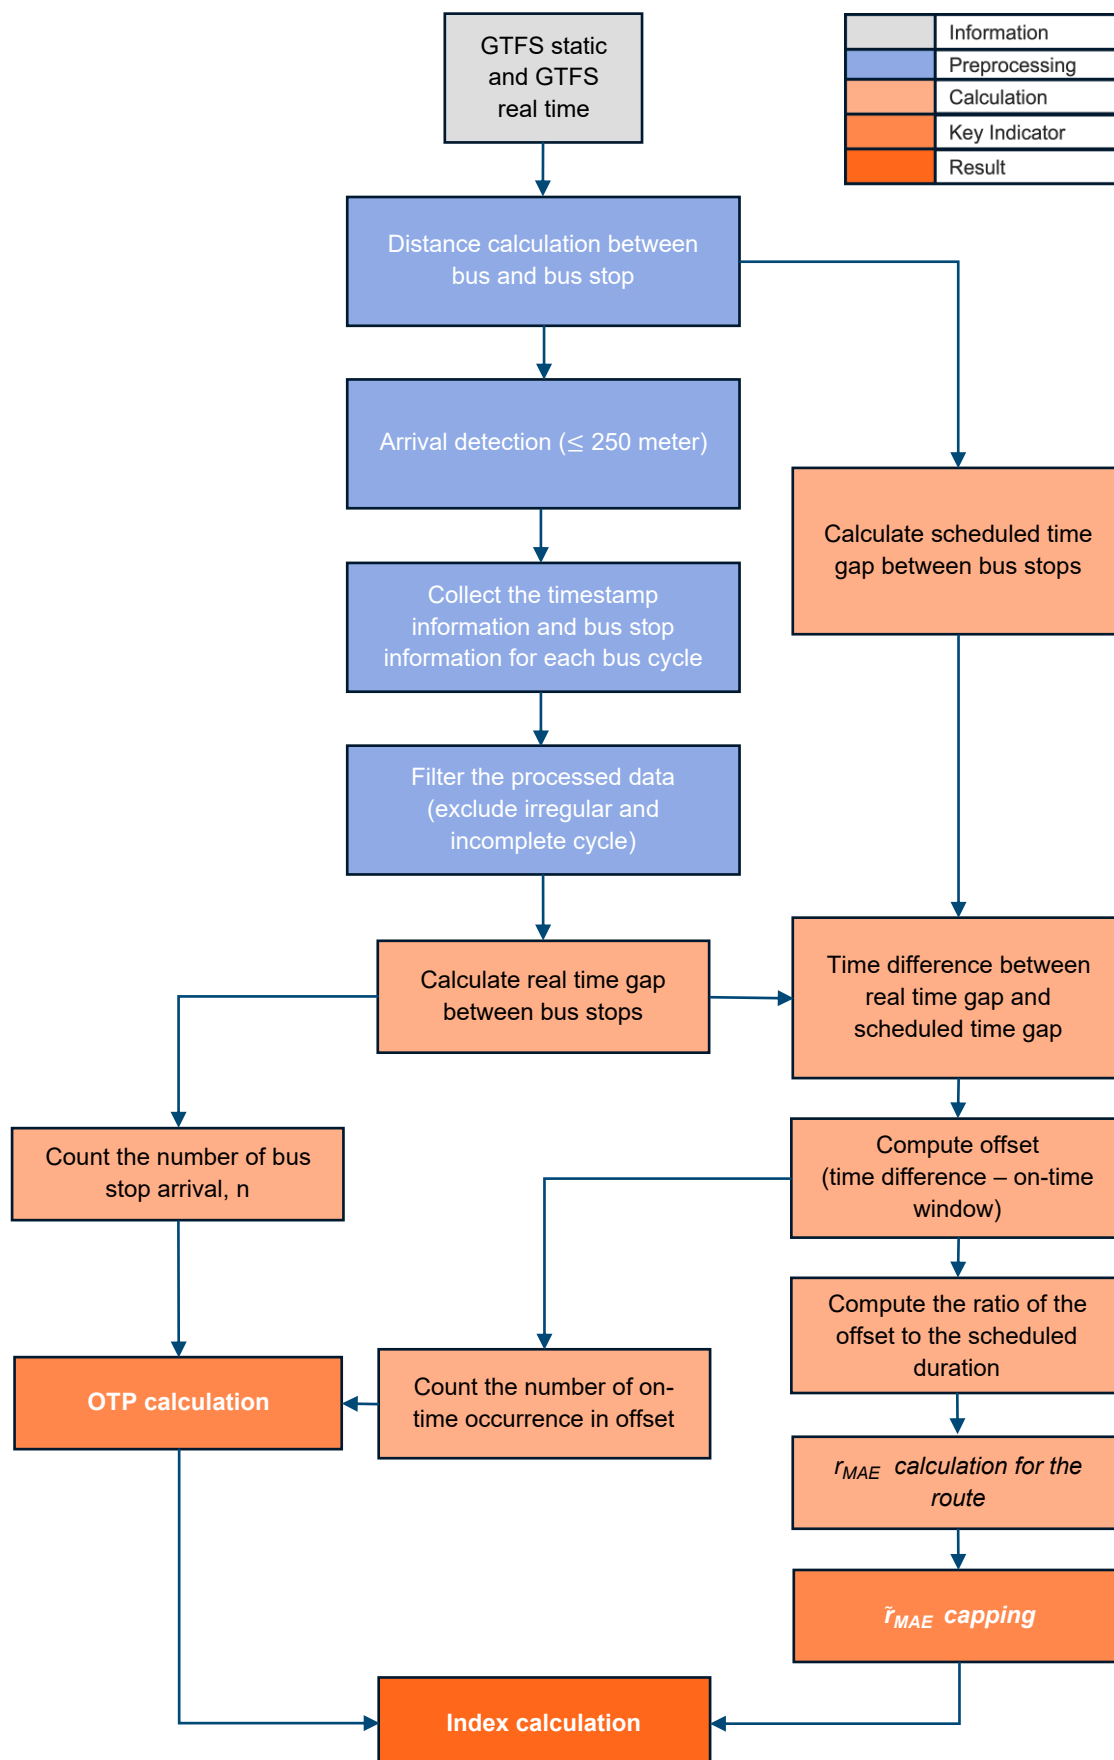 GTFS static
and GTFS
real time
Information
Preprocessing
Calculation
Key Indicator
Result
Distance calculation between
bus and bus stop
Arrival detection (≤ 250 meter)
Calculate scheduled time
gap between bus stops
Collect the timestamp
information and bus stop
information for each bus cycle
Filter the processed data
(exclude irregular and
incomplete cycle)
Calculate real time gap
between bus stops
Time difference between
real time gap and
scheduled time gap
Count the number of bus
stop arrival, n
Compute offset
(time difference – on-time
window)
Compute the ratio of the
offset to the scheduled
duration
OTP calculation
Count the number of on-
time occurrence in offset
r_MAE calculation for the
route
r̃_MAE capping
Index calculation